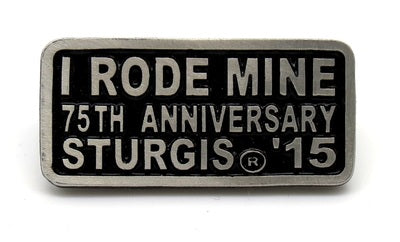 I RODE MINE
75TH ANNIVERSARY
STURGIS® '15